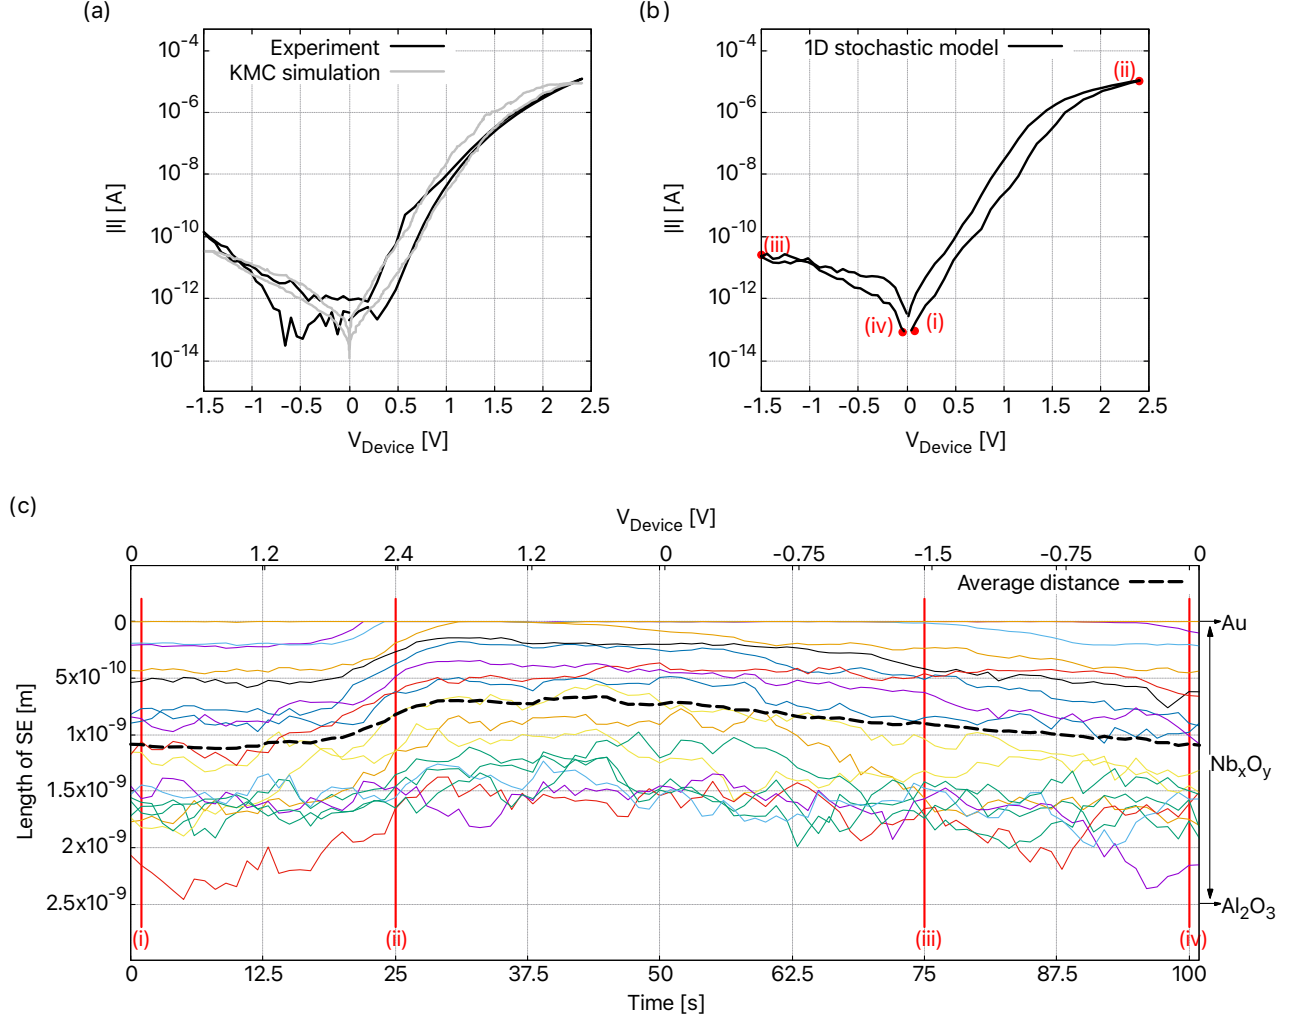 (a)
Experiment
KMC simulation
10⁻⁴
10⁻⁶
10⁻⁸
10⁻¹⁰
10⁻¹²
10⁻¹⁴
|I| [A]
-1.5 -1 -0.5 0 0.5 1 1.5 2 2.5
V_Device [V]
(b)
1D stochastic model
10⁻⁴
10⁻⁶
10⁻⁸
10⁻¹⁰
10⁻¹²
10⁻¹⁴
|I| [A]
(ii)
(iii)
(iv) (i)
-1.5 -1 -0.5 0 0.5 1 1.5 2 2.5
V_Device [V]
(c)
V_Device [V]
0 1.2 2.4 1.2 0 -0.75 -1.5 -0.75 0
Average distance
0
5x10⁻¹⁰
1x10⁻⁹
1.5x10⁻⁹
2x10⁻⁹
2.5x10⁻⁹
Length of SE [m]
Au
Nb_xO_y
Al₂O₃
(i) (ii) (iii) (iv)
0 12.5 25 37.5 50 62.5 75 87.5 100
Time [s]